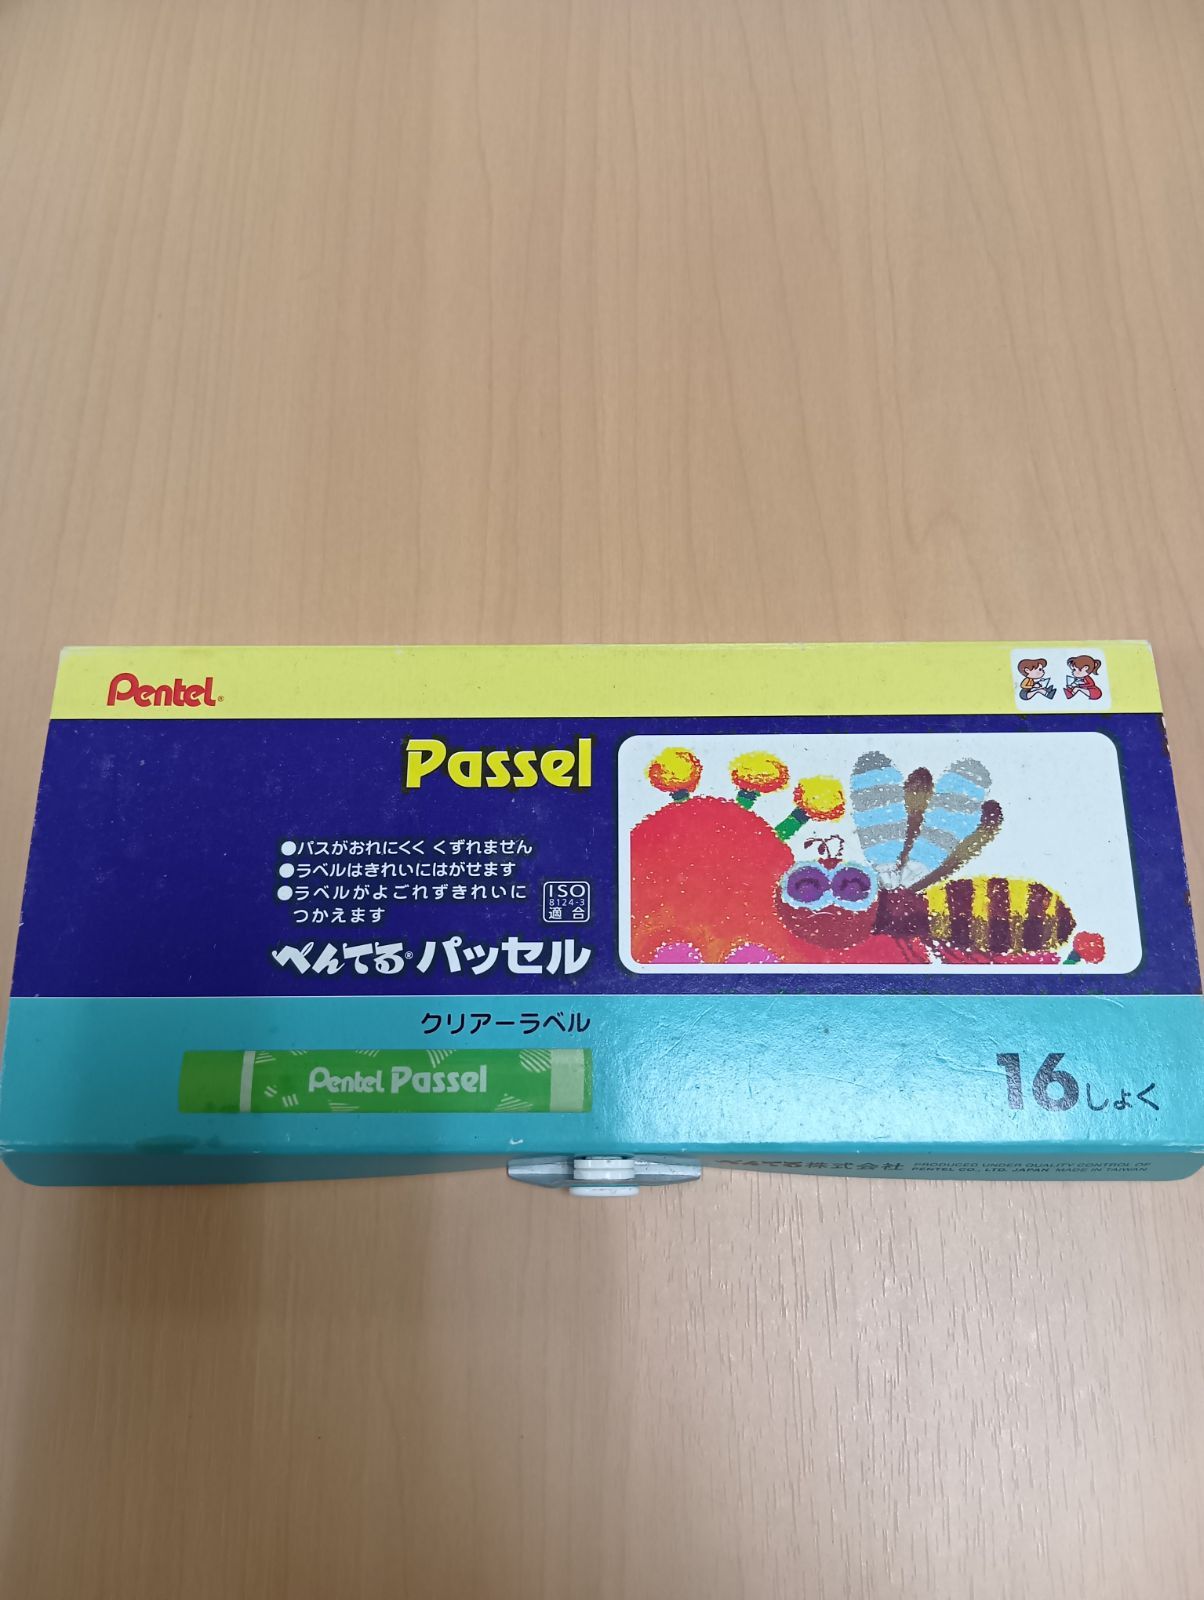 Pentel®
Passel
●パスがおれにくく くずれません
●ラベルはきれいにはがせます
●ラベルがよごれずきれいに
つかえます
ISO
8124-3
適合
ぺんてる®パッセル
クリアーラベル
Pentel Passel
16しょく
ぺんてる株式会社
PRODUCED UNDER QUALITY CONTROL OF
PENTEL CO., LTD. JAPAN MADE IN TAIWAN